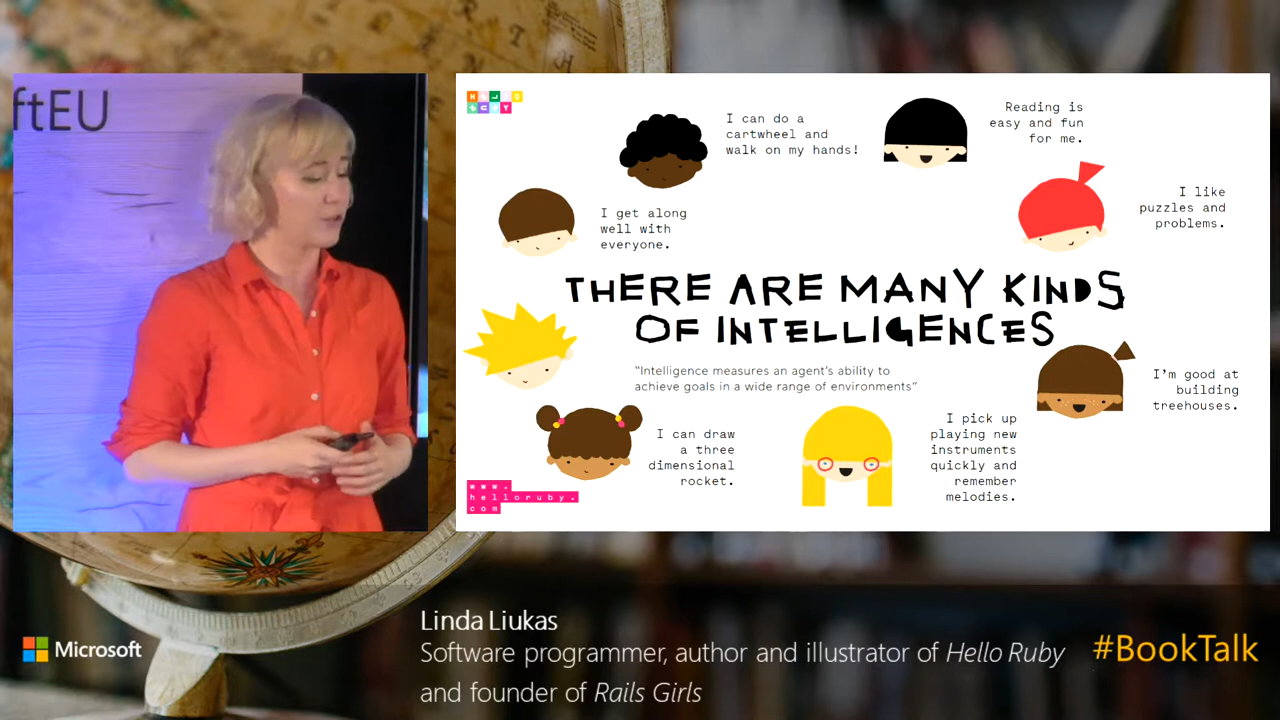 ftEU
HELLO
RUBY
I can do a
cartwheel and
walk on my hands!
Reading is
easy and fun
for me.
I like
puzzles and
problems.
I get along
well with
everyone.
THERE ARE MANY KINDS
OF INTELLIGENCES
“Intelligence measures an agent’s ability to
achieve goals in a wide range of environments”
I’m good at
building
treehouses.
I can draw
a three
dimensional
rocket.
I pick up
playing new
instruments
quickly and
remember
melodies.
www.
helloruby.
com
Linda Liukas
Software programmer, author and illustrator of Hello Ruby
and founder of Rails Girls
Microsoft
#BookTalk